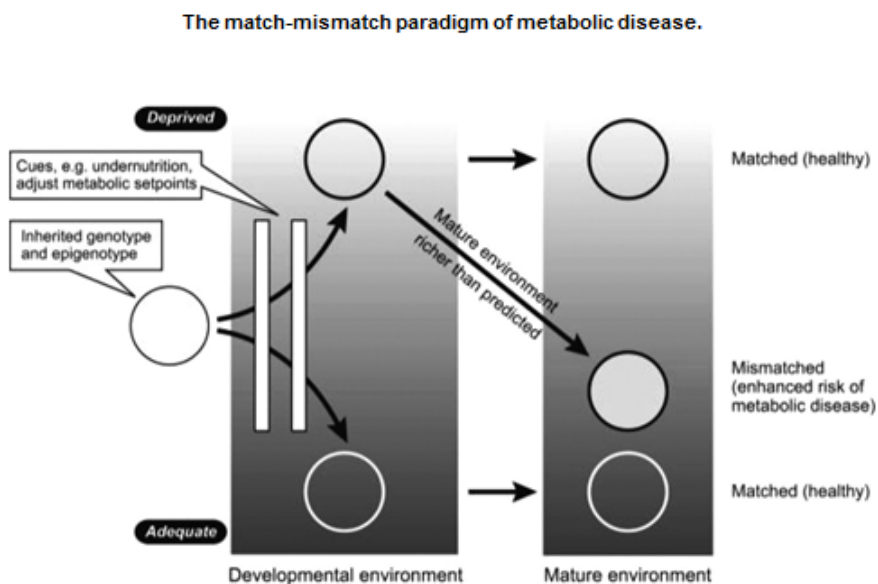 The match-mismatch paradigm of metabolic disease.
Deprived
Cues, e.g. undernutrition,
adjust metabolic setpoints
Inherited genotype
and epigenotype
Mature environment
richer than predicted
Matched (healthy)
Mismatched
(enhanced risk of
metabolic disease)
Matched (healthy)
Adequate
Developmental environment
Mature environment